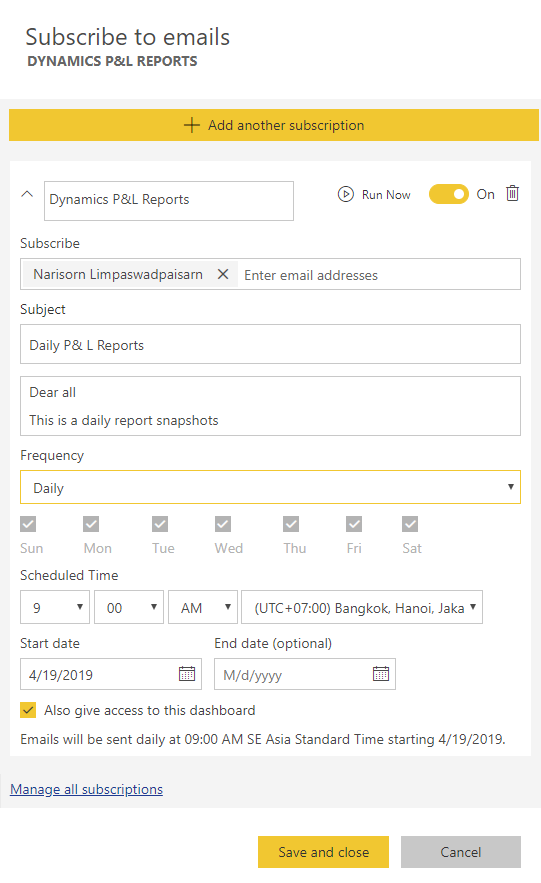 Subscribe to emails
DYNAMICS P&L REPORTS
Add another subscription
Dynamics P&L Reports
Run Now
On
Subscribe
Narisorn Limpaswadpaisarn
Enter email addresses
Subject
Daily P& L Reports
Dear all
This is a daily report snapshots
Frequency
Daily
Sun Mon Tue Wed Thu Fri Sat
Scheduled Time
9 00 AM (UTC+07:00) Bangkok, Hanoi, Jaka
Start date End date (optional)
4/19/2019 M/d/yyyy
Also give access to this dashboard
Emails will be sent daily at 09:00 AM SE Asia Standard Time starting 4/19/2019.
Manage all subscriptions
Save and close Cancel